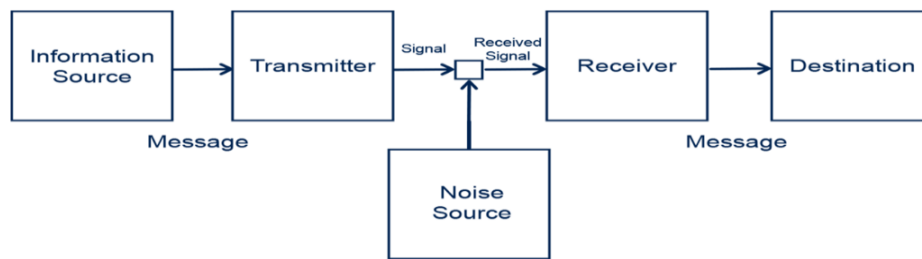 Information
Source
Transmitter
Signal
Received
Signal
Receiver
Destination
Message
Message
Noise
Source